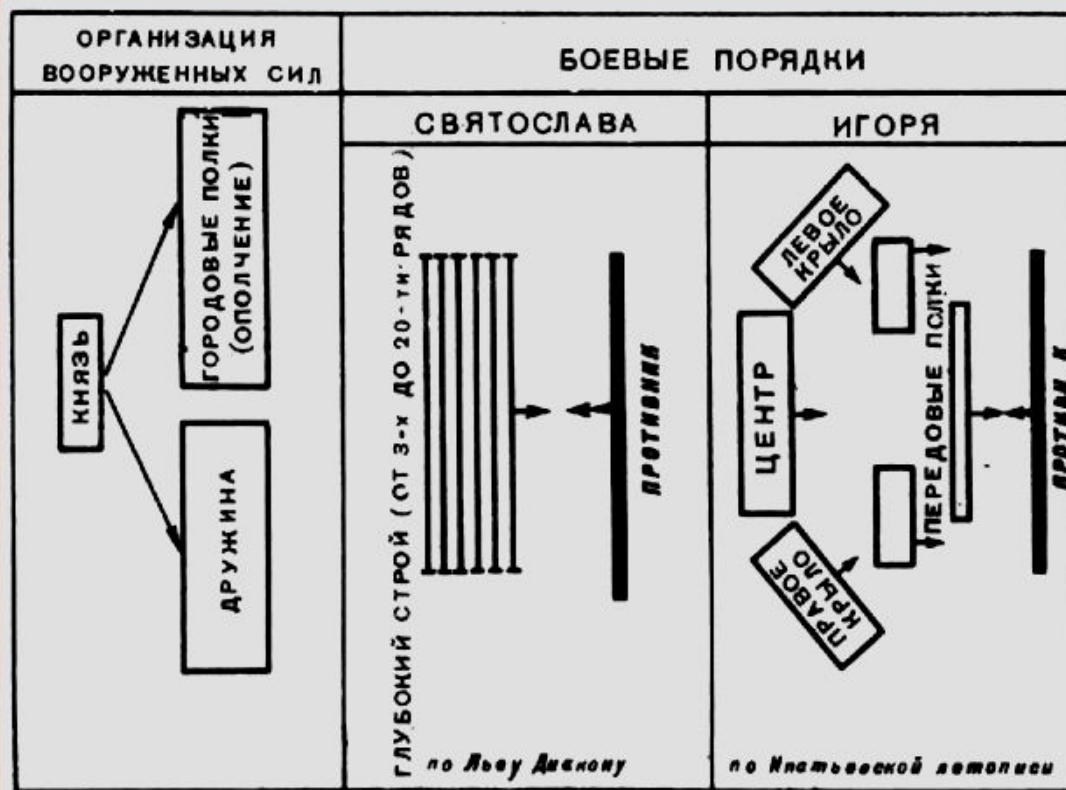 ОРГАНИЗАЦИЯ
ВООРУЖЕННЫХ СИЛ
БОЕВЫЕ ПОРЯДКИ
СВЯТОСЛАВА
ИГОРЯ
КНЯЗЬ
ГОРОДОВЫЕ ПОЛКИ
(ОПОЛЧЕНИЕ)
ДРУЖИНА
ГЛУБОКИЙ СТРОЙ (ОТ 3-х ДО 20-ти РЯДОВ)
ПРОТИВНИК
по Льву Диакону
ЛЕВОЕ
КРЫЛО
ЦЕНТР
ПРАВОЕ
КРЫЛО
ПЕРЕДОВЫЕ ПОЛКИ
ПРОТИВНИК
по Ипатьевской летописи